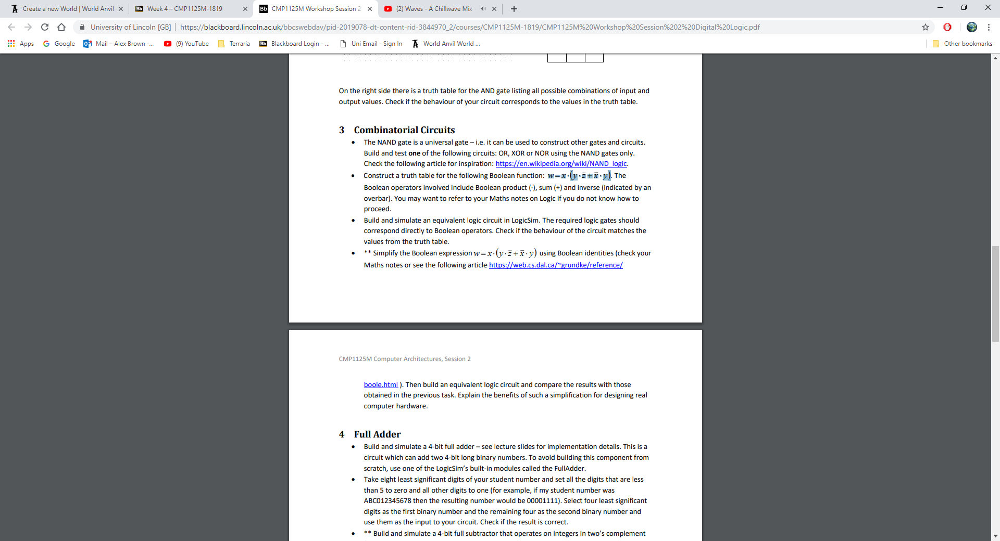 Create a new World | World Anvil
Week 4 – CMP1125M-1819
CMP1125M Workshop Session 2
(2) Waves - A Chillwave Mix
University of Lincoln [GB] | https://blackboard.lincoln.ac.uk/bbcswebdav/pid-2019078-dt-content-rid-3844970_2/courses/CMP1125M-1819/CMP1125M%20Workshop%20Session%202%20Digital%20Logic.pdf
Apps
Google
Mail – Alex Brown -...
(9) YouTube
Terraria
Blackboard Login - ...
Uni Email - Sign In
World Anvil World ...
Other bookmarks
On the right side there is a truth table for the AND gate listing all possible combinations of input and
output values. Check if the behaviour of your circuit corresponds to the values in the truth table.
3 Combinatorial Circuits
• The NAND gate is a universal gate – i.e. it can be used to construct other gates and circuits.
Build and test one of the following circuits: OR, XOR or NOR using the NAND gates only.
Check the following article for inspiration: https://en.wikipedia.org/wiki/NAND_logic.
• Construct a truth table for the following Boolean function: w=x·(y·z̄+x̄·y). The
Boolean operators involved include Boolean product (·), sum (+) and inverse (indicated by an
overbar). You may want to refer to your Maths notes on Logic if you do not know how to
proceed.
• Build and simulate an equivalent logic circuit in LogicSim. The required logic gates should
correspond directly to Boolean operators. Check if the behaviour of the circuit matches the
values from the truth table.
• ** Simplify the Boolean expression w=x·(y·z̄+x̄·y) using Boolean identities (check your
Maths notes or see the following article https://web.cs.dal.ca/~grundke/reference/
CMP1125M Computer Architectures, Session 2
boole.html ). Then build an equivalent logic circuit and compare the results with those
obtained in the previous task. Explain the benefits of such a simplification for designing real
computer hardware.
4 Full Adder
• Build and simulate a 4-bit full adder – see lecture slides for implementation details. This is a
circuit which can add two 4-bit long binary numbers. To avoid building this component from
scratch, use one of the LogicSim's built-in modules called the FullAdder.
• Take eight least significant digits of your student number and set all the digits that are less
than 5 to zero and all other digits to one (for example, if my student number was
ABC012345678 then the resulting number would be 00001111). Select four least significant
digits as the first binary number and the remaining four as the second binary number and
use them as the input to your circuit. Check if the result is correct.
• ** Build and simulate a 4-bit full subtractor that operates on integers in two's complement